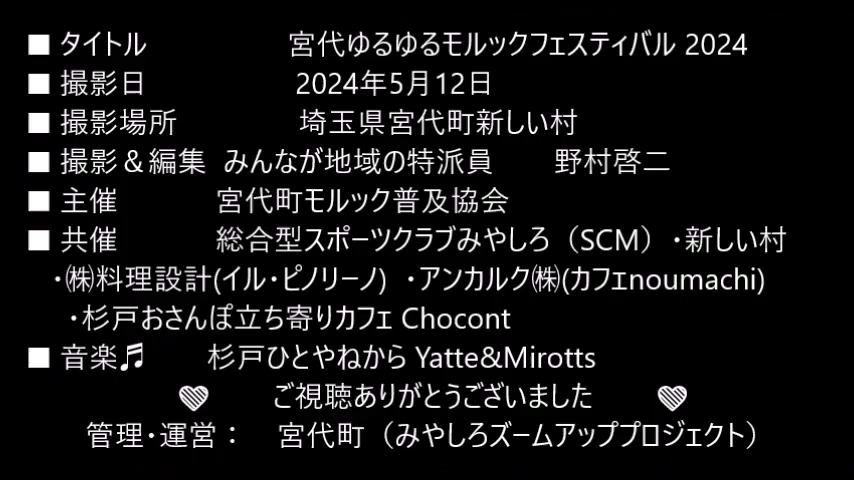 ■ タイトル 宮代ゆるゆるモルックフェスティバル 2024
■ 撮影日 2024年5月12日
■ 撮影場所 埼玉県宮代町新しい村
■ 撮影＆編集 みんなが地域の特派員 野村啓二
■ 主催 宮代町モルック普及協会
■ 共催 総合型スポーツクラブみやしろ（SCM）・新しい村
・㈱料理設計(イル・ピノリーノ) ・アンカルク㈱(カフェnoumachi)
・杉戸おさんぽ立ち寄りカフェ Chocont
■ 音楽♬ 杉戸ひとやねから Yatte&Mirotts
ご視聴ありがとうございました
管理・運営： 宮代町（みやしろズームアッププロジェクト）